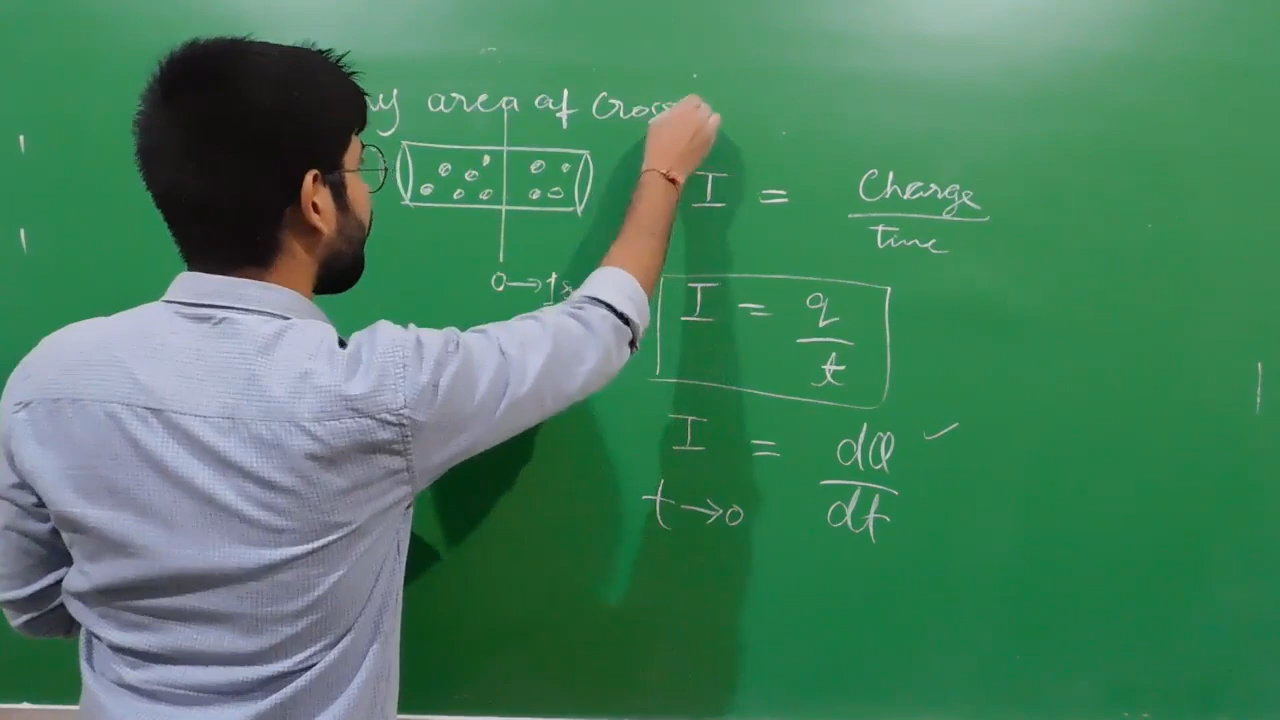 ny area of Cross
I = Charge
Time
0→1s
I = q
t
I = dQ ✓
t→0 dt